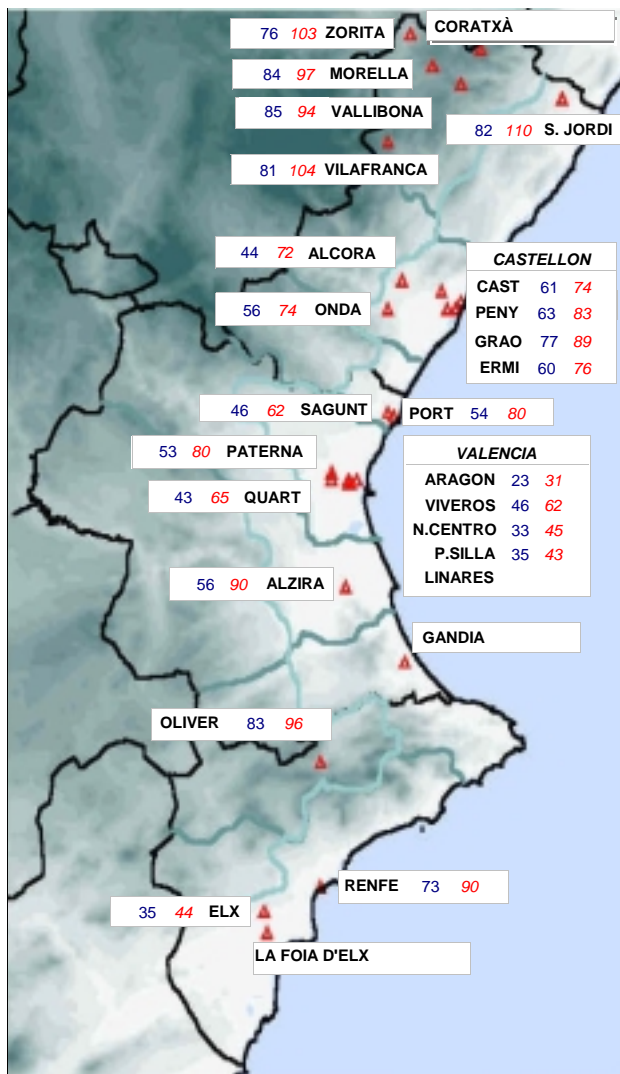 76 103 ZORITA
CORATXÀ
84 97 MORELLA
85 94 VALLIBONA
82 110 S. JORDI
81 104 VILAFRANCA
44 72 ALCORA
56 74 ONDA
CASTELLON
CAST 61 74
PENY 63 83
GRAO 77 89
ERMI 60 76
46 62 SAGUNT
PORT 54 80
53 80 PATERNA
43 65 QUART
VALENCIA
ARAGON 23 31
VIVEROS 46 62
N.CENTRO 33 45
P.SILLA 35 43
LINARES
56 90 ALZIRA
GANDIA
OLIVER 83 96
RENFE 73 90
35 44 ELX
LA FOIA D'ELX